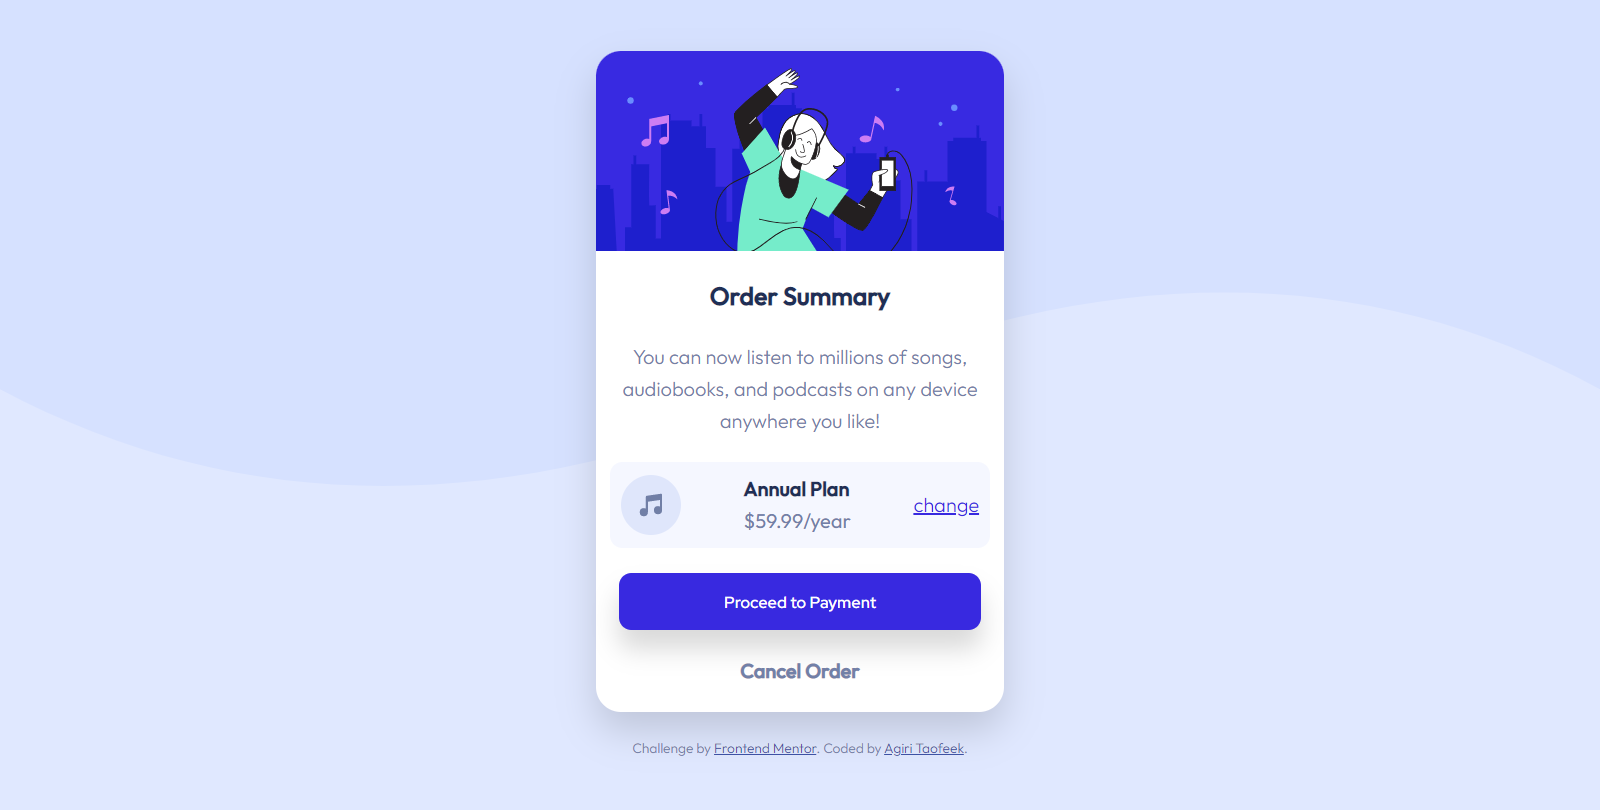 Order Summary
You can now listen to millions of songs,
audiobooks, and podcasts on any device
anywhere you like!
Annual Plan
$59.99/year
change
Proceed to Payment
Cancel Order
Challenge by Frontend Mentor. Coded by Agiri Taofeek.